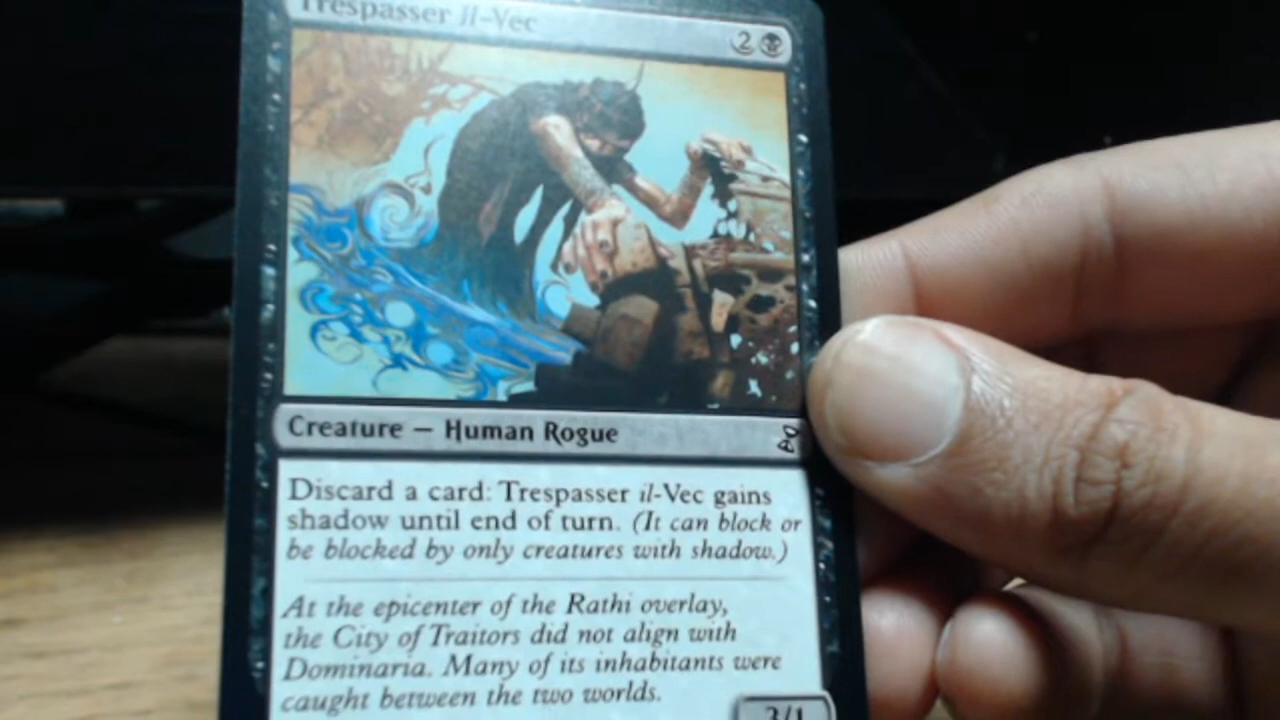 Trespasser il-Vec
2
Creature — Human Rogue
Discard a card: Trespasser il-Vec gains
shadow until end of turn. (It can block or
be blocked by only creatures with shadow.)
At the epicenter of the Rathi overlay,
the City of Traitors did not align with
Dominaria. Many of its inhabitants were
caught between the two worlds.
3/1